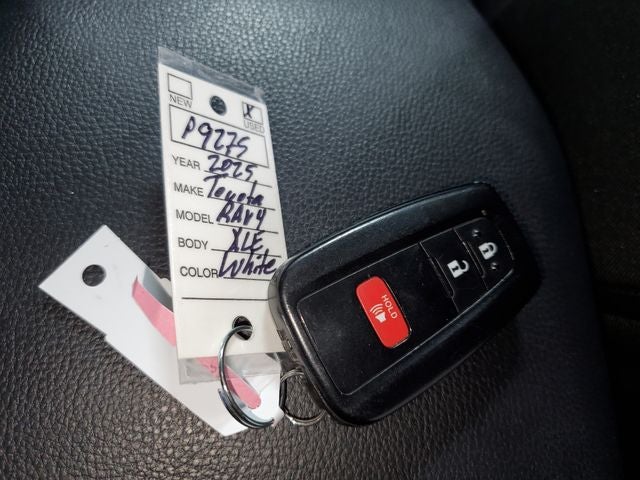 NEW
X
USED
P9275
YEAR 2025
MAKE Toyota
MODEL RAV4
BODY XLE
COLOR White
HOLD